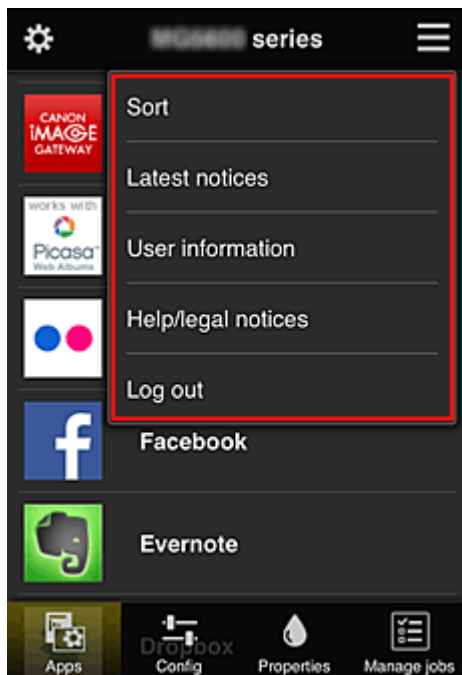 series
CANON
iMAGE
GATEWAY
Sort
Latest notices
works with
Picasa™
Web Albums
User information
Help/legal notices
Log out
Facebook
Evernote
Dropbox
Apps
Config
Properties
Manage jobs